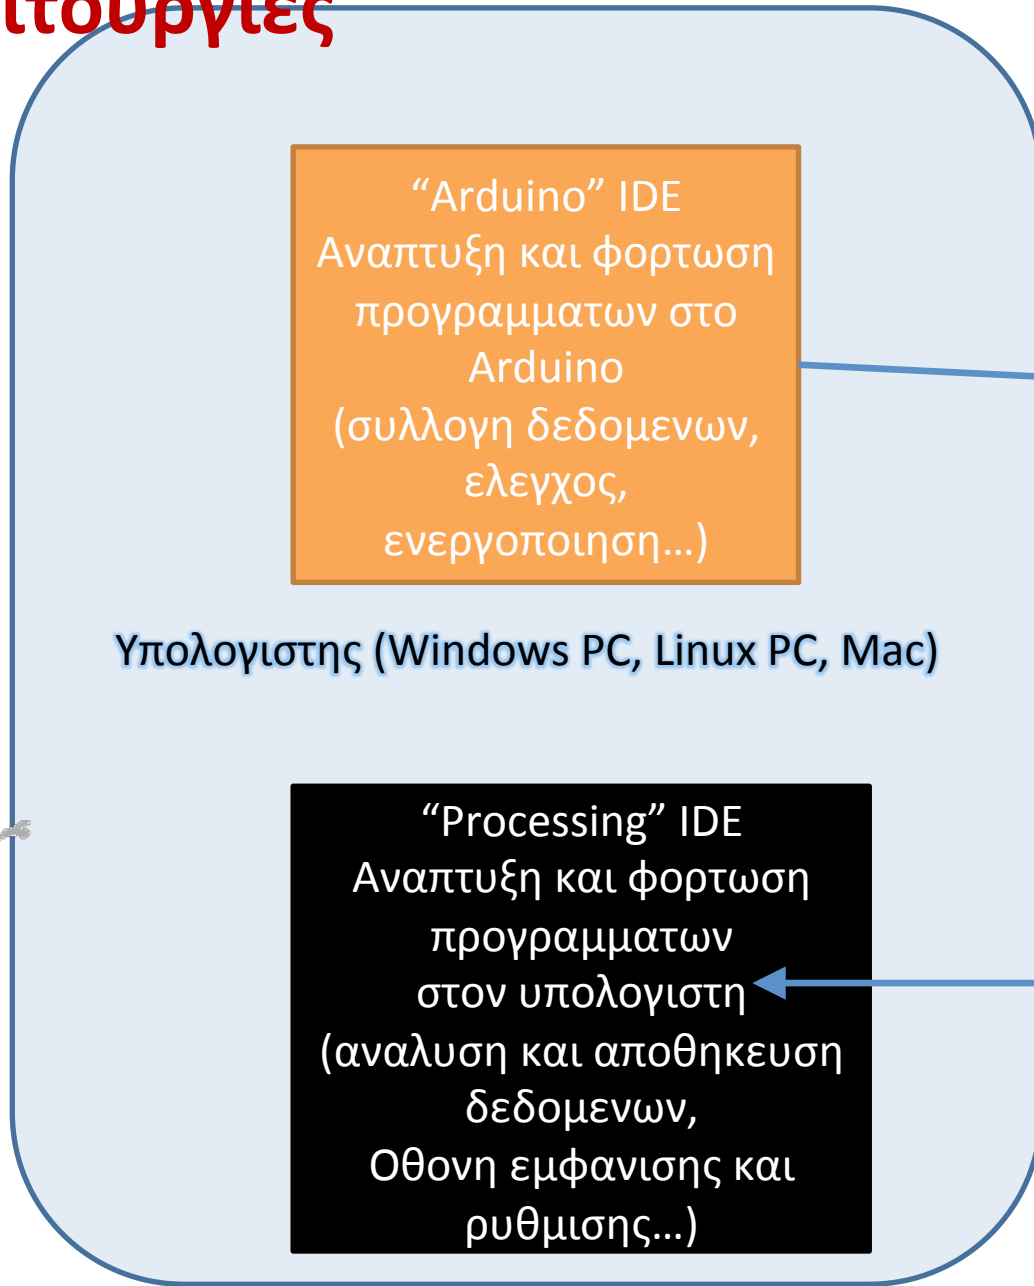 ιτουργιες
“Arduino” IDE
Αναπτυξη και φορτωση
προγραμματων στο
Arduino
(συλλογη δεδομενων,
ελεγχος,
ενεργοποιηση…)
Υπολογιστης (Windows PC, Linux PC, Mac)
“Processing” IDE
Αναπτυξη και φορτωση
προγραμματων
στον υπολογιστη
(αναλυση και αποθηκευση
δεδομενων,
Οθονη εμφανισης και
ρυθμισης…)